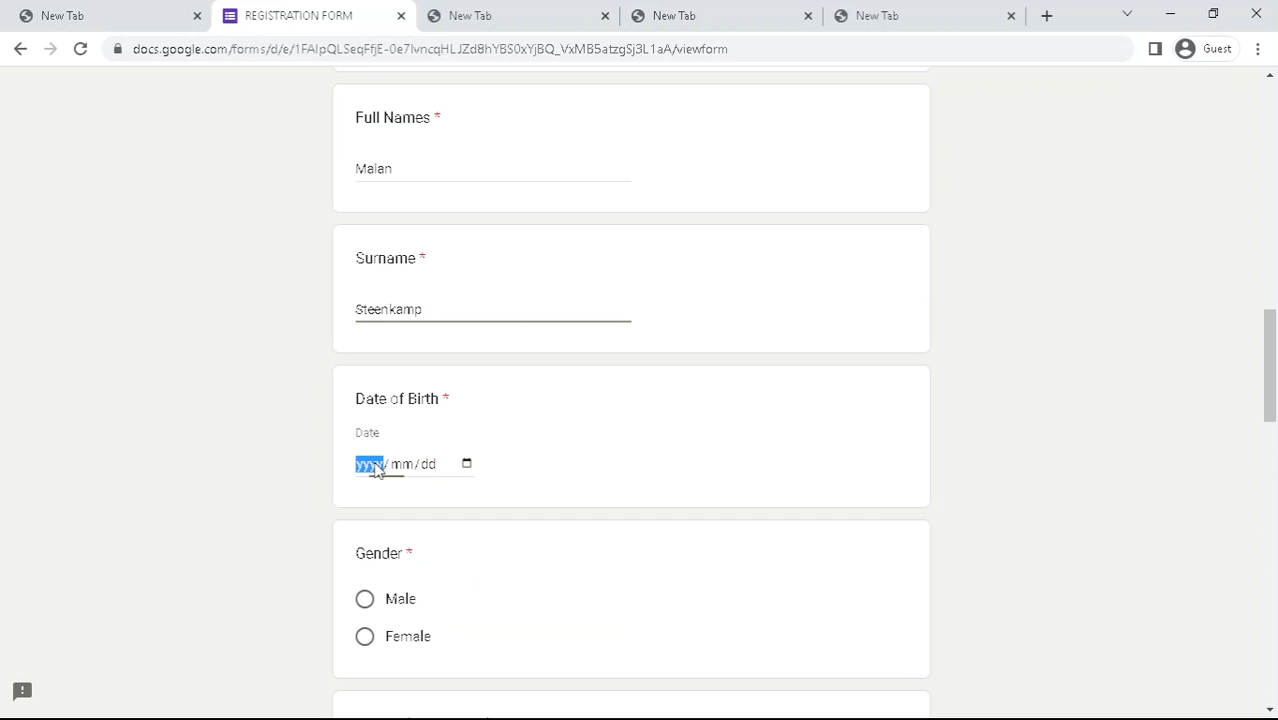 New Tab
REGISTRATION FORM
New Tab
New Tab
New Tab
docs.google.com/forms/d/e/1FAIpQLSeqFfjE-0e7lvncqHLJZd8hYBS0xYjBQ_VxMB5atzgSj3L1aA/viewform
Guest
Full Names *
Malan
Surname *
Steenkamp
Date of Birth *
Date
yyyy/mm/dd
Gender *
Male
Female